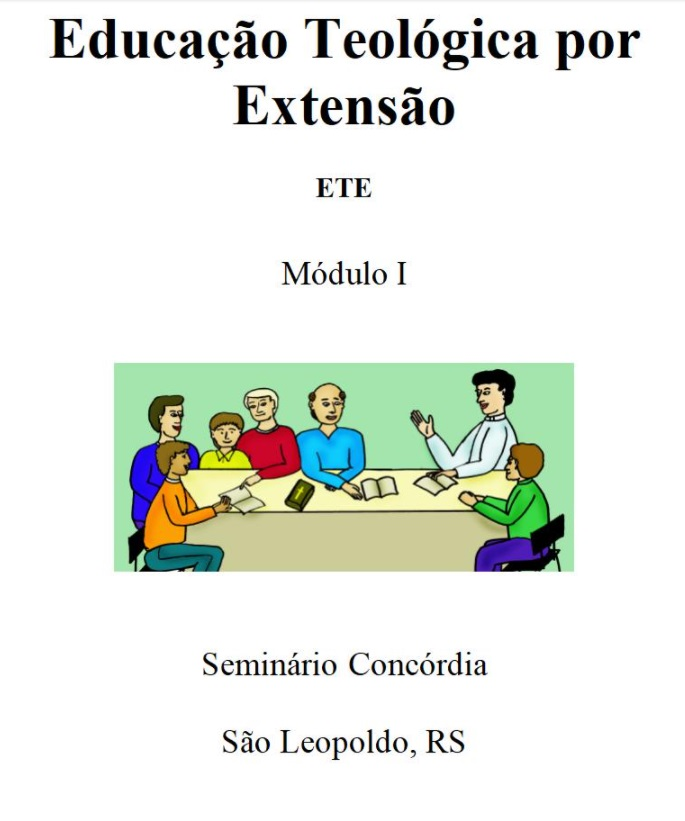 Educação Teológica por
Extensão
ETE
Módulo I
Seminário Concórdia
São Leopoldo, RS